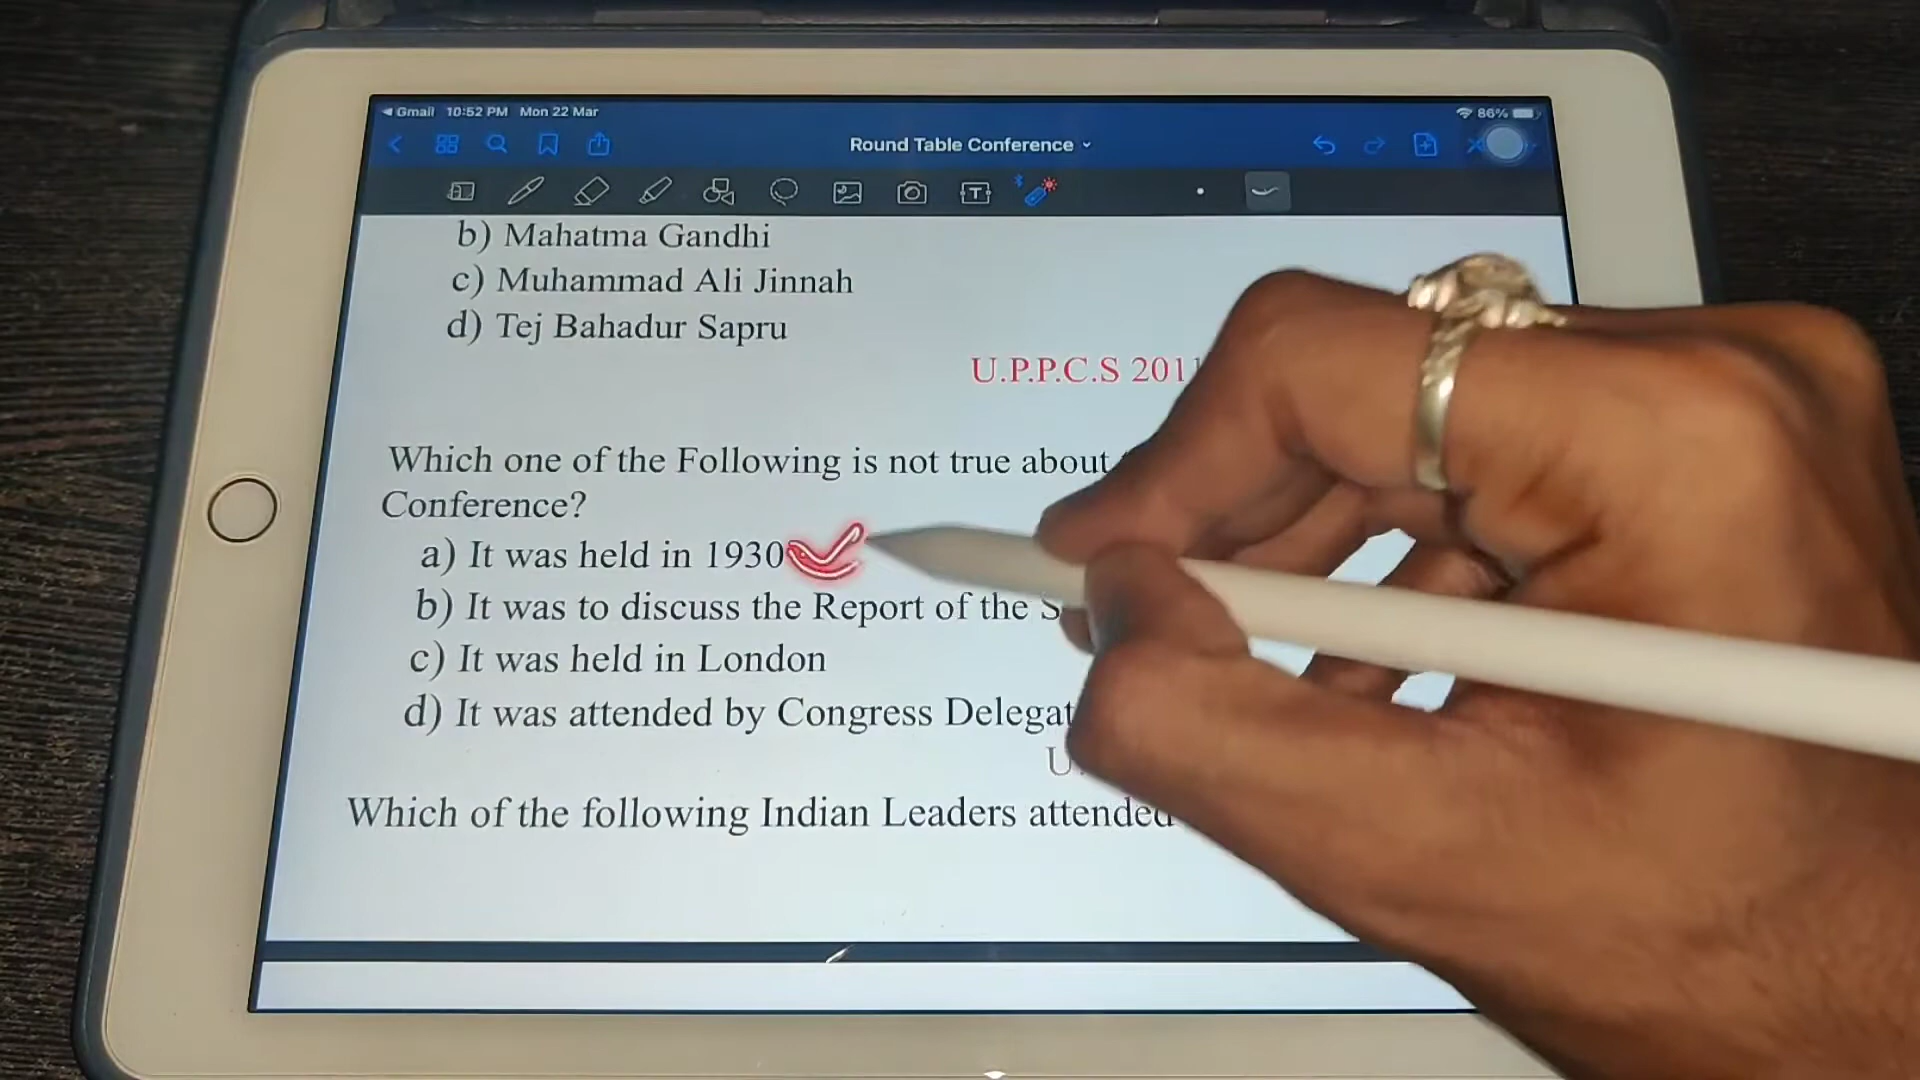 Gmail 10:52 PM Mon 22 Mar
86%
Round Table Conference
T
b) Mahatma Gandhi
c) Muhammad Ali Jinnah
d) Tej Bahadur Sapru
U.P.P.C.S 2011
Which one of the Following is not true about
Conference?
a) It was held in 1930
b) It was to discuss the Report of the S
c) It was held in London
d) It was attended by Congress Delegat
U.
Which of the following Indian Leaders attended